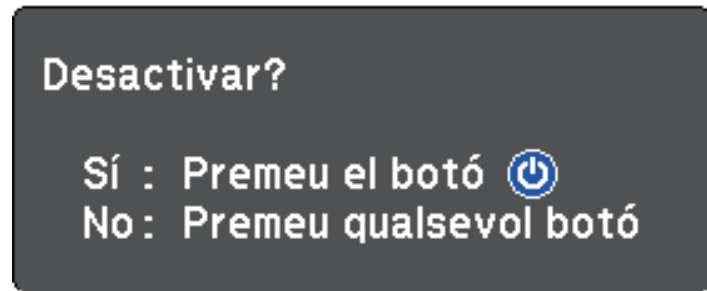 Desactivar?
Sí : Premeu el botó
No : Premeu qualsevol botó